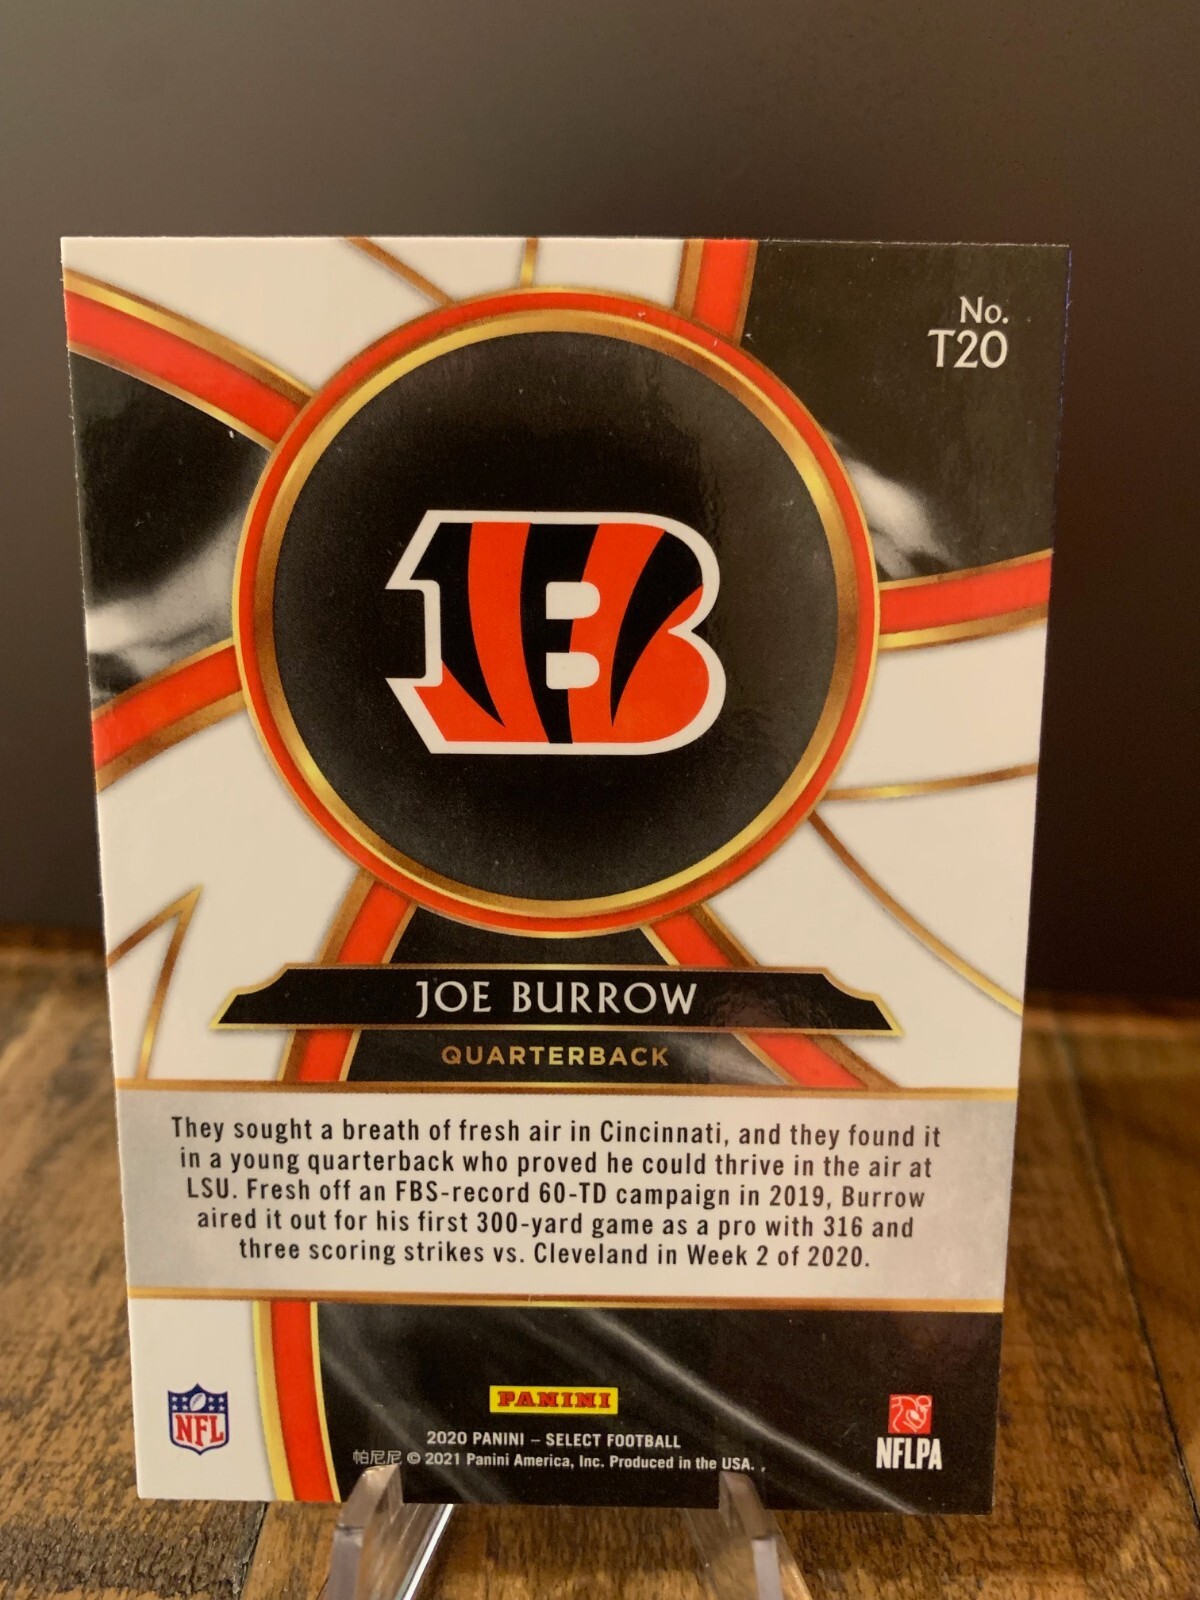 No.
T20
JOE BURROW
QUARTERBACK
They sought a breath of fresh air in Cincinnati, and they found it
in a young quarterback who proved he could thrive in the air at
LSU. Fresh off an FBS-record 60-TD campaign in 2019, Burrow
aired it out for his first 300-yard game as a pro with 316 and
three scoring strikes vs. Cleveland in Week 2 of 2020.
NFL
PANINI
2020 PANINI – SELECT FOOTBALL
帕尼尼 © 2021 Panini America, Inc. Produced in the USA.
NFLPA